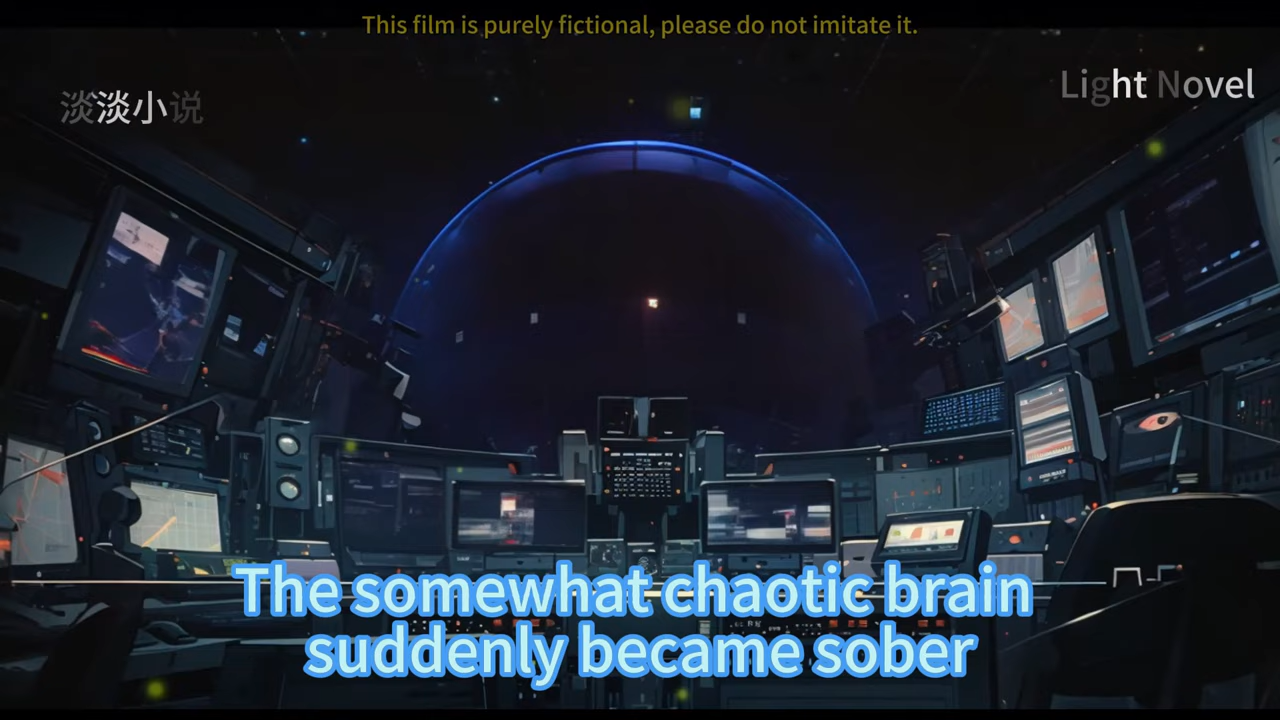 This film is purely fictional, please do not imitate it.
淡淡小说
Light Novel
The somewhat chaotic brain
suddenly became sober